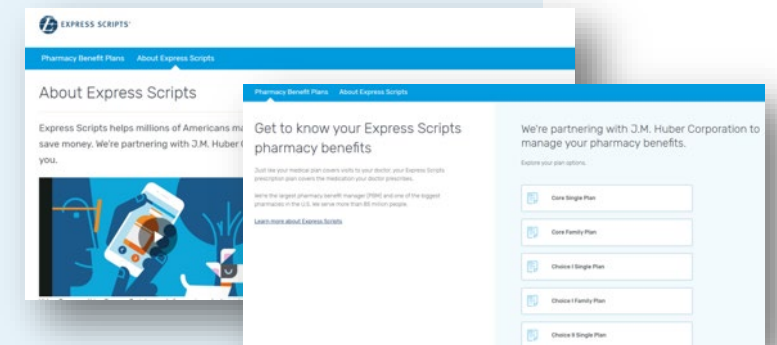 EXPRESS SCRIPTS
Pharmacy Benefit Plans About Express Scripts
About Express Scripts
Express Scripts helps millions of Americans
save money. We're partnering with J.M. Huber
you.
Pharmacy Benefit Plans About Express Scripts
Get to know your Express Scripts
pharmacy benefits
Just like your medical plan covers visits to your doctor, your Express Scripts
prescription plan covers the medication your doctor prescribes.
We're the largest pharmacy benefit manager (PBM) and one of the biggest
pharmacies in the U.S. We serve more than 85 million people.
Learn more about Express Scripts
We're partnering with J.M. Huber Corporation to
manage your pharmacy benefits.
Explore your plan options.
Core Single Plan
Core Family Plan
Choice I Single Plan
Choice I Family Plan
Choice II Single Plan